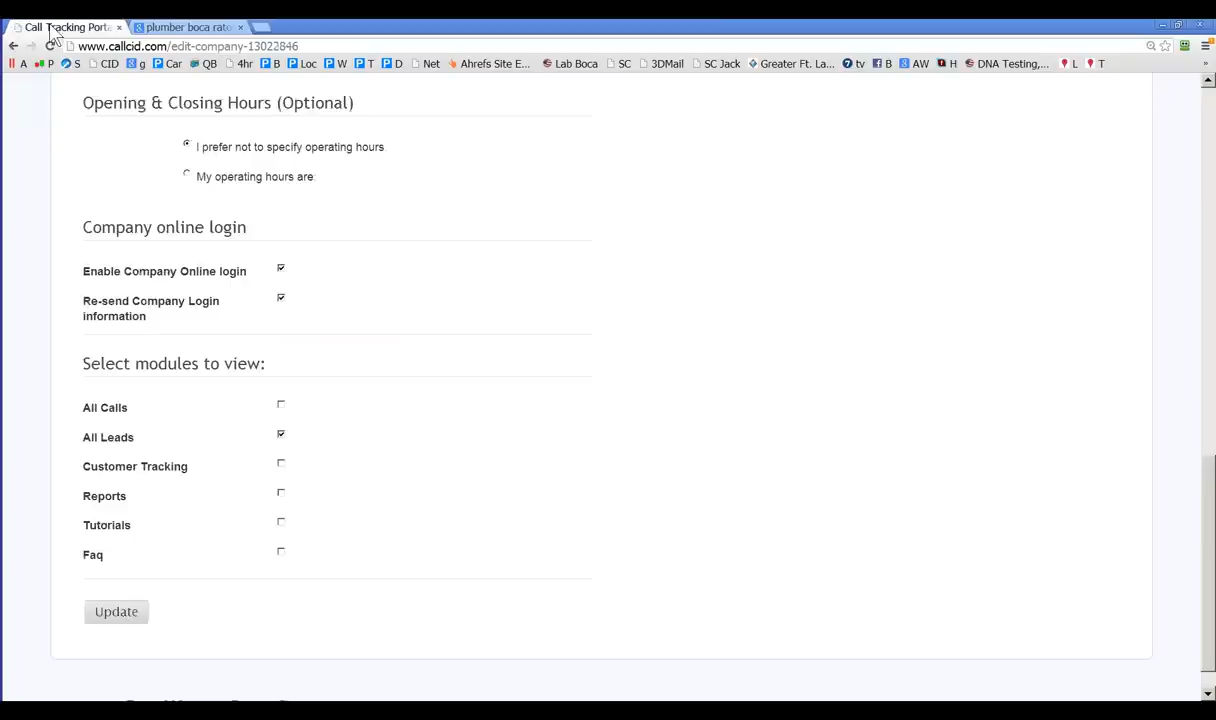 Call Tracking Porta
plumber boca rato
www.callcid.com/edit-company-13022846
A P S CID g Car QB 4hr B Loc W T D Net Ahrefs Site E... Lab Boca SC 3DMail SC Jack Greater Ft. La... tv B AW H DNA Testing,... L T »
Opening & Closing Hours (Optional)
I prefer not to specify operating hours
My operating hours are:
Company online login
Enable Company Online login
Re-send Company Login
information
Select modules to view:
All Calls
All Leads
Customer Tracking
Reports
Tutorials
Faq
Update